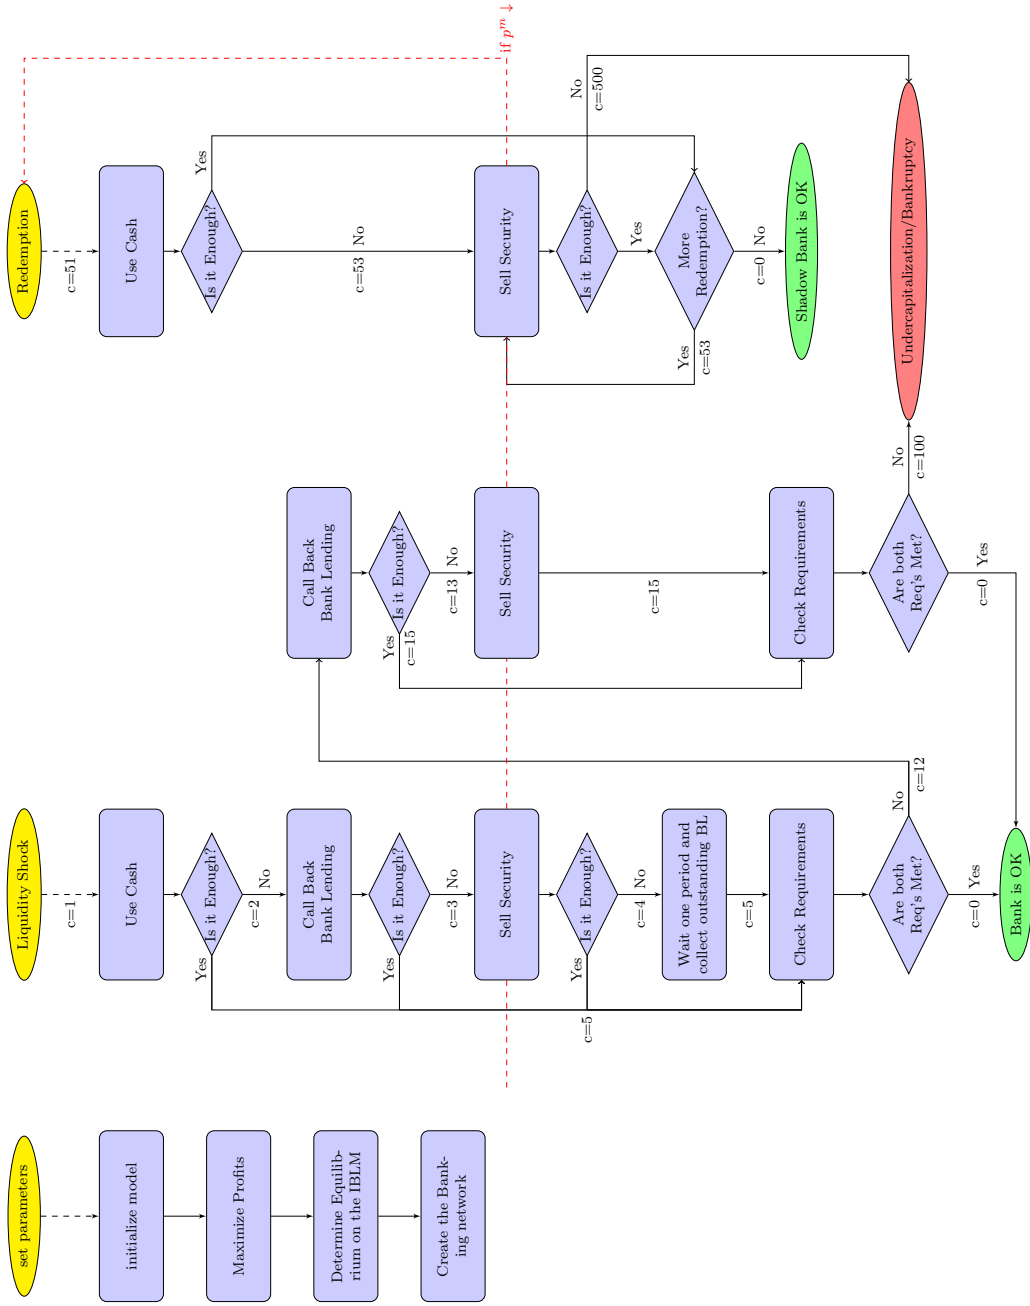 set parameters
initialize model
Maximize Profits
Determine Equilib-
rium on the IBLM
Create the Bank-
ing network
Liquidity Shock
c=1
Use Cash
Is it Enough?
Yes
c=2
No
Call Back
Bank Lending
Is it Enough?
Yes
c=3
No
Sell Security
Is it Enough?
Yes
c=5
c=4
No
Wait one period and
collect outstanding BL
c=5
Check Requirements
Are both
Req's Met?
No
c=12
c=0
Yes
Bank is OK
Call Back
Bank Lending
Is it Enough?
Yes
c=15
c=13
No
Sell Security
c=15
Check Requirements
Are both
Req's Met?
No
c=100
c=0
Yes
Redemption
c=51
Use Cash
Is it Enough?
Yes
c=53
No
Sell Security
if p^m ↓
Is it Enough?
No
c=500
Yes
More
Redemption?
Yes
c=53
c=0
No
Shadow Bank is OK
Undercapitalization/Bankruptcy